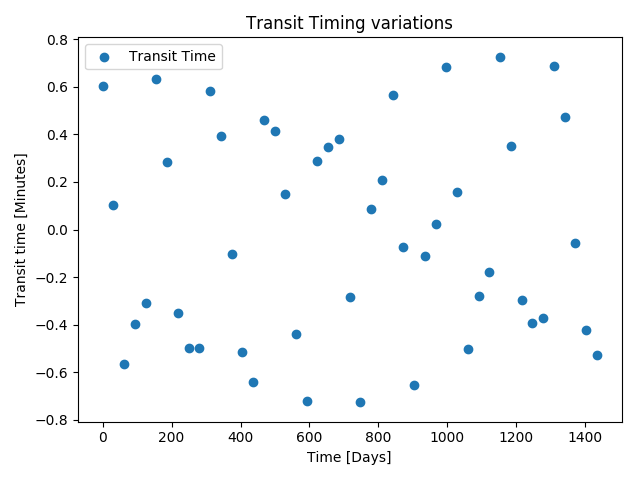 Transit Timing variations
Transit Time
Transit time [Minutes]
0.8
0.6
0.4
0.2
0.0
−0.2
−0.4
−0.6
−0.8
0 200 400 600 800 1000 1200 1400
Time [Days]